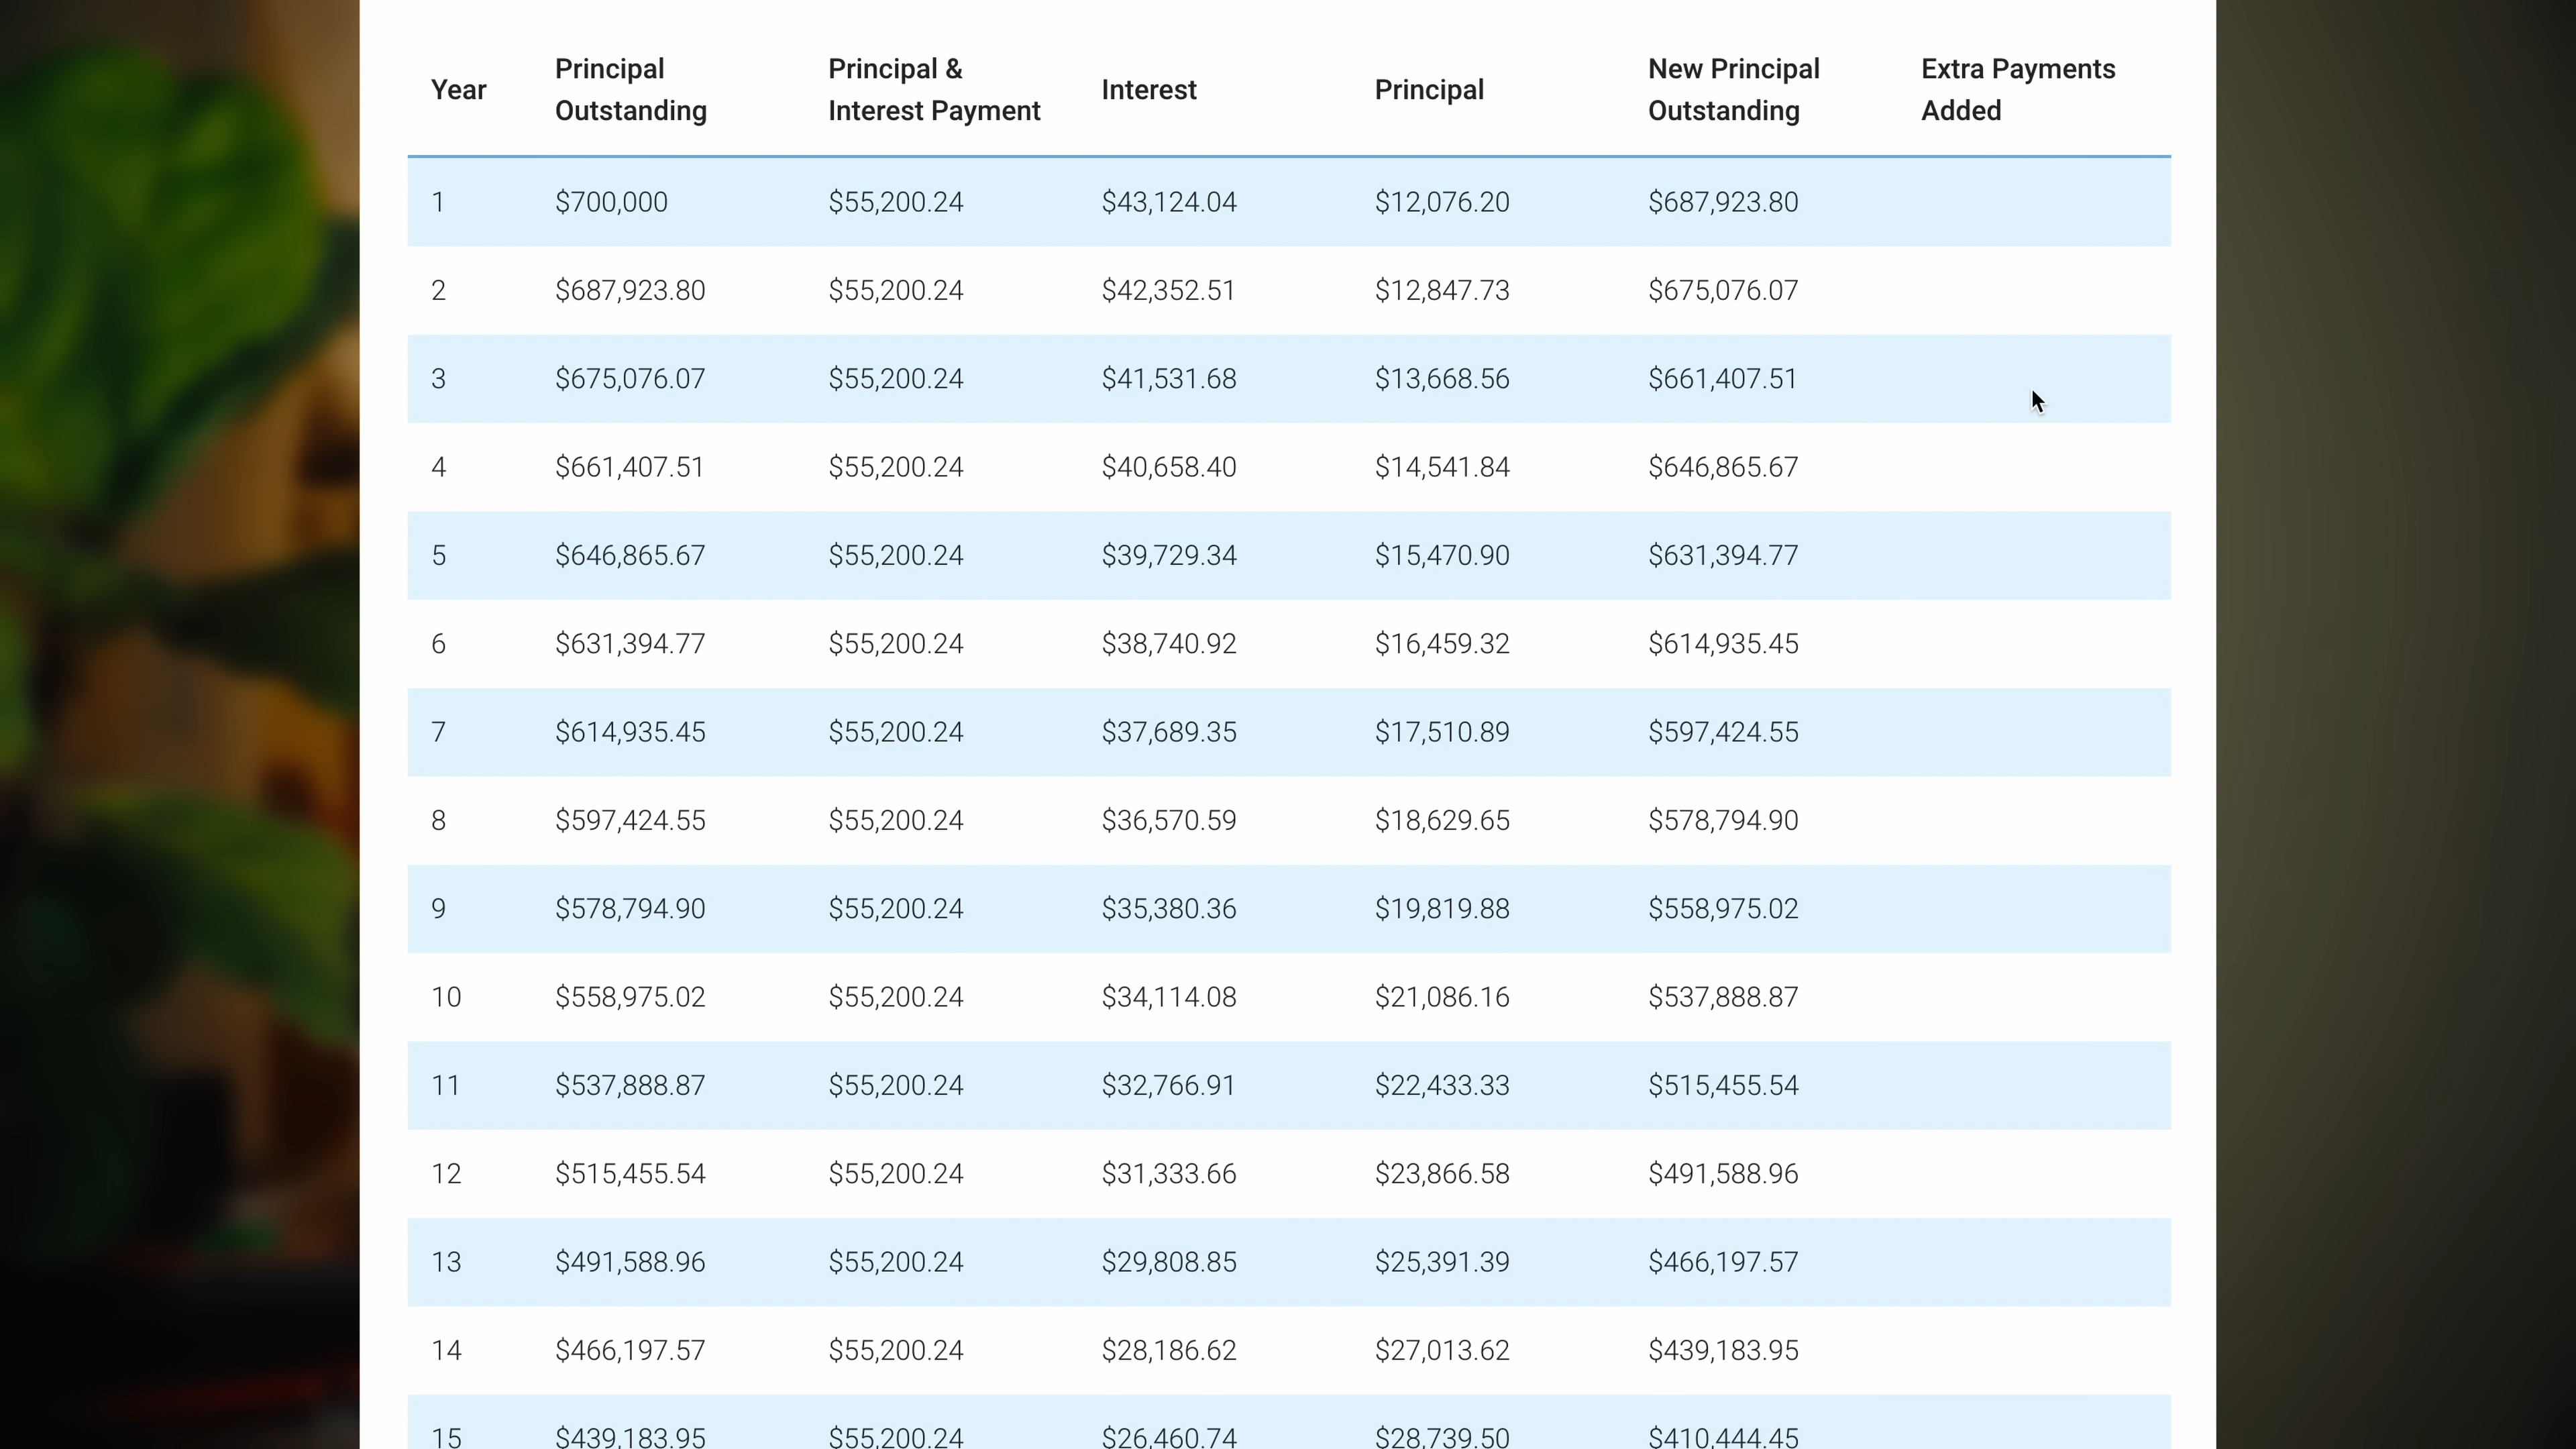 Year Principal Outstanding Principal & Interest Payment Interest Principal New Principal Outstanding Extra Payments Added
1 $700,000 $55,200.24 $43,124.04 $12,076.20 $687,923.80
2 $687,923.80 $55,200.24 $42,352.51 $12,847.73 $675,076.07
3 $675,076.07 $55,200.24 $41,531.68 $13,668.56 $661,407.51
4 $661,407.51 $55,200.24 $40,658.40 $14,541.84 $646,865.67
5 $646,865.67 $55,200.24 $39,729.34 $15,470.90 $631,394.77
6 $631,394.77 $55,200.24 $38,740.92 $16,459.32 $614,935.45
7 $614,935.45 $55,200.24 $37,689.35 $17,510.89 $597,424.55
8 $597,424.55 $55,200.24 $36,570.59 $18,629.65 $578,794.90
9 $578,794.90 $55,200.24 $35,380.36 $19,819.88 $558,975.02
10 $558,975.02 $55,200.24 $34,114.08 $21,086.16 $537,888.87
11 $537,888.87 $55,200.24 $32,766.91 $22,433.33 $515,455.54
12 $515,455.54 $55,200.24 $31,333.66 $23,866.58 $491,588.96
13 $491,588.96 $55,200.24 $29,808.85 $25,391.39 $466,197.57
14 $466,197.57 $55,200.24 $28,186.62 $27,013.62 $439,183.95
15 $439,183.95 $55,200.24 $26,460.74 $28,739.50 $410,444.45